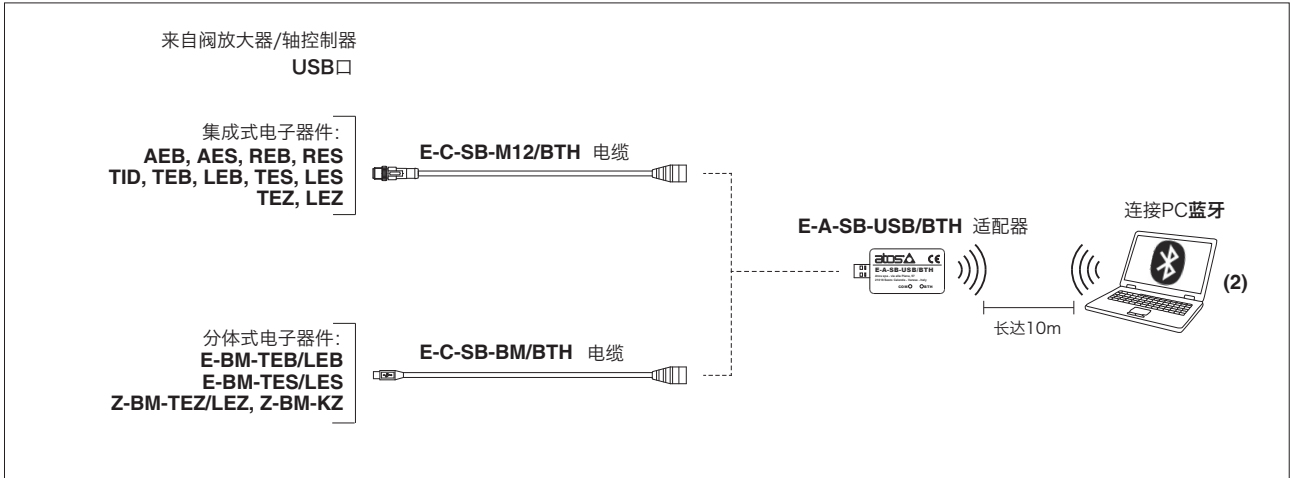 来自阀放大器/轴控制器
USB口
集成式电子器件:
AEB, AES, REB, RES
TID, TEB, LEB, TES, LES
TEZ, LEZ
E-C-SB-M12/BTH 电缆
分体式电子器件:
E-BM-TEB/LEB
E-BM-TES/LES
Z-BM-TEZ/LEZ, Z-BM-KZ
E-C-SB-BM/BTH 电缆
E-A-SB-USB/BTH 适配器
atos CE
E-A-SB-USB/BTH
COM BTH
长达10m
连接PC蓝牙
(2)